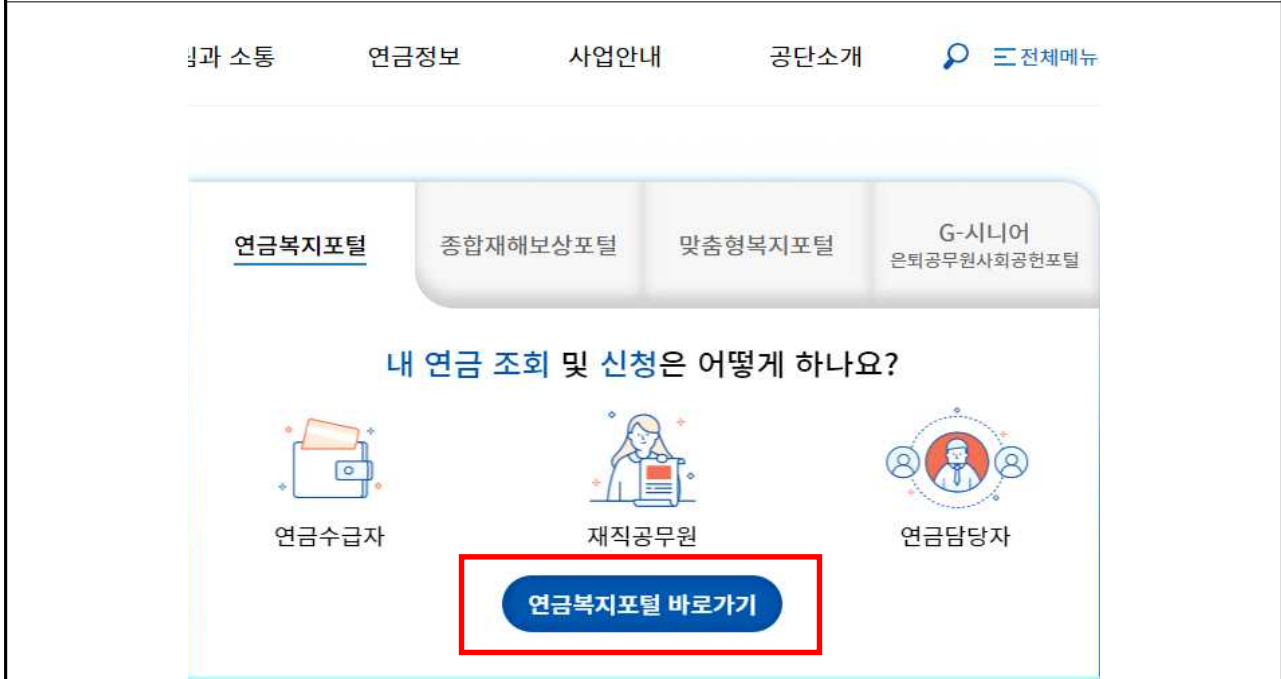 과 소통 연금정보 사업안내 공단소개 전체메뉴
연금복지포털 종합재해보상포털 맞춤형복지포털 G-시니어
은퇴공무원사회공헌포털
내 연금 조회 및 신청은 어떻게 하나요?
연금수급자 재직공무원 연금담당자
연금복지포털 바로가기